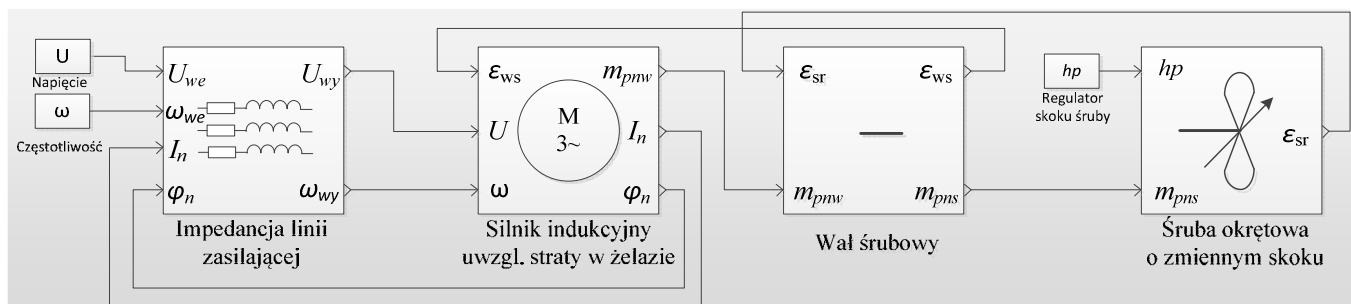 U
Napięcie
ω
Częstotliwość
U_we
U_wy
ω_we
I_n
φ_n
ω_wy
Impedancja linii
zasilającej
ε_ws
m_pnw
U
M
3~
I_n
ω
φ_n
Silnik indukcyjny
uwzgl. straty w żelazie
ε_sr
ε_ws
m_pnw
m_pns
Wał śrubowy
hp
Regulator
skoku śruby
hp
ε_sr
m_pns
Śruba okrętowa
o zmiennym skoku